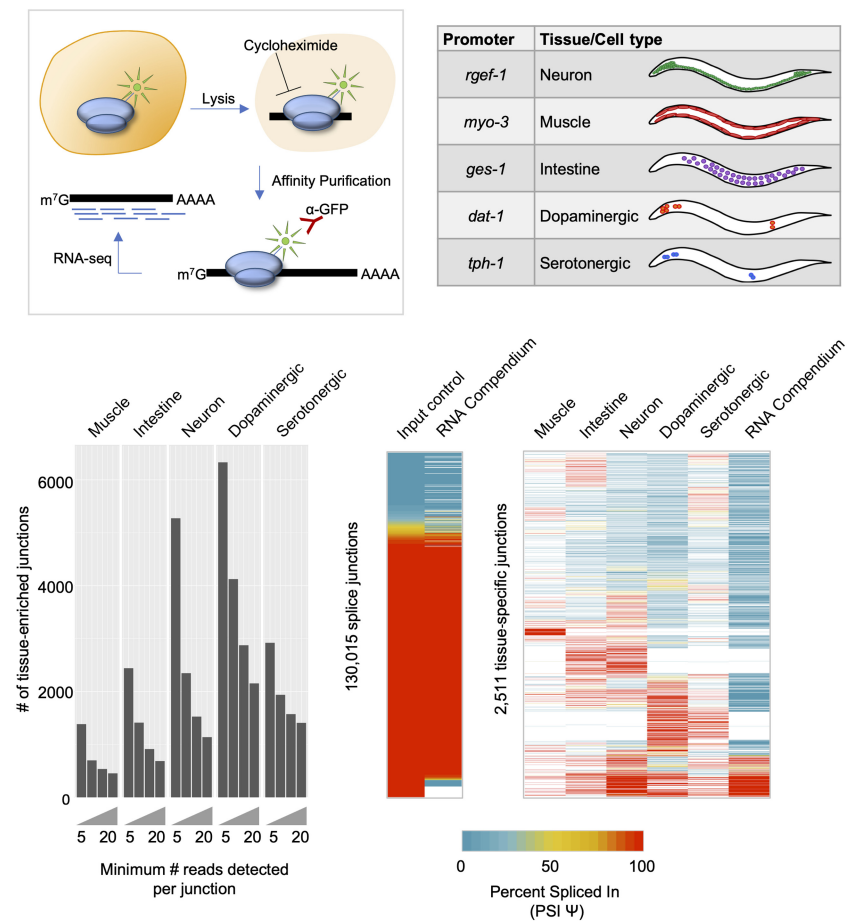 Cycloheximide
Lysis
Affinity Purification
α-GFP
m⁷G AAAA
RNA-seq
m⁷G AAAA
Promoter Tissue/Cell type
rgef-1 Neuron
myo-3 Muscle
ges-1 Intestine
dat-1 Dopaminergic
tph-1 Serotonergic
Muscle
Intestine
Neuron
Dopaminergic
Serotonergic
# of tissue-enriched junctions
6000
4000
2000
0
5 20 5 20 5 20 5 20 5 20
Minimum # reads detected
per junction
Input control
RNA Compendium
130,015 splice junctions
Muscle
Intestine
Neuron
Dopaminergic
Serotonergic
RNA Compendium
2,511 tissue-specific junctions
0 50 100
Percent Spliced In
(PSI Ψ)